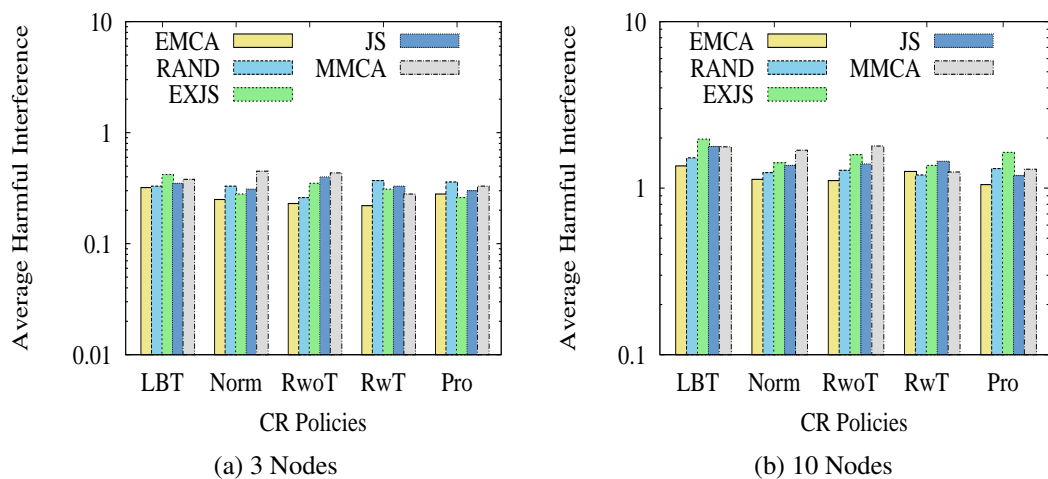 Average Harmful Interference
10
1
0.1
0.01
EMCA
RAND
EXJS
JS
MMCA
LBT Norm RwoT RwT Pro
CR Policies
(a) 3 Nodes
Average Harmful Interference
10
1
0.1
EMCA
RAND
EXJS
JS
MMCA
LBT Norm RwoT RwT Pro
CR Policies
(b) 10 Nodes